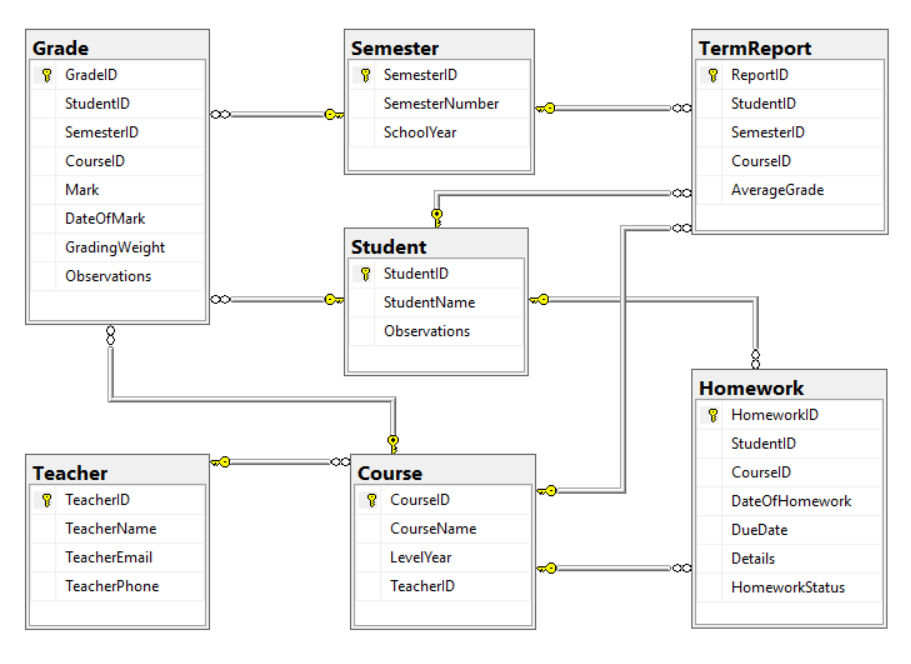 Grade
GradeID
StudentID
SemesterID
CourseID
Mark
DateOfMark
GradingWeight
Observations
Semester
SemesterID
SemesterNumber
SchoolYear
TermReport
ReportID
StudentID
SemesterID
CourseID
AverageGrade
Student
StudentID
StudentName
Observations
Homework
HomeworkID
StudentID
CourseID
DateOfHomework
DueDate
Details
HomeworkStatus
Teacher
TeacherID
TeacherName
TeacherEmail
TeacherPhone
Course
CourseID
CourseName
LevelYear
TeacherID